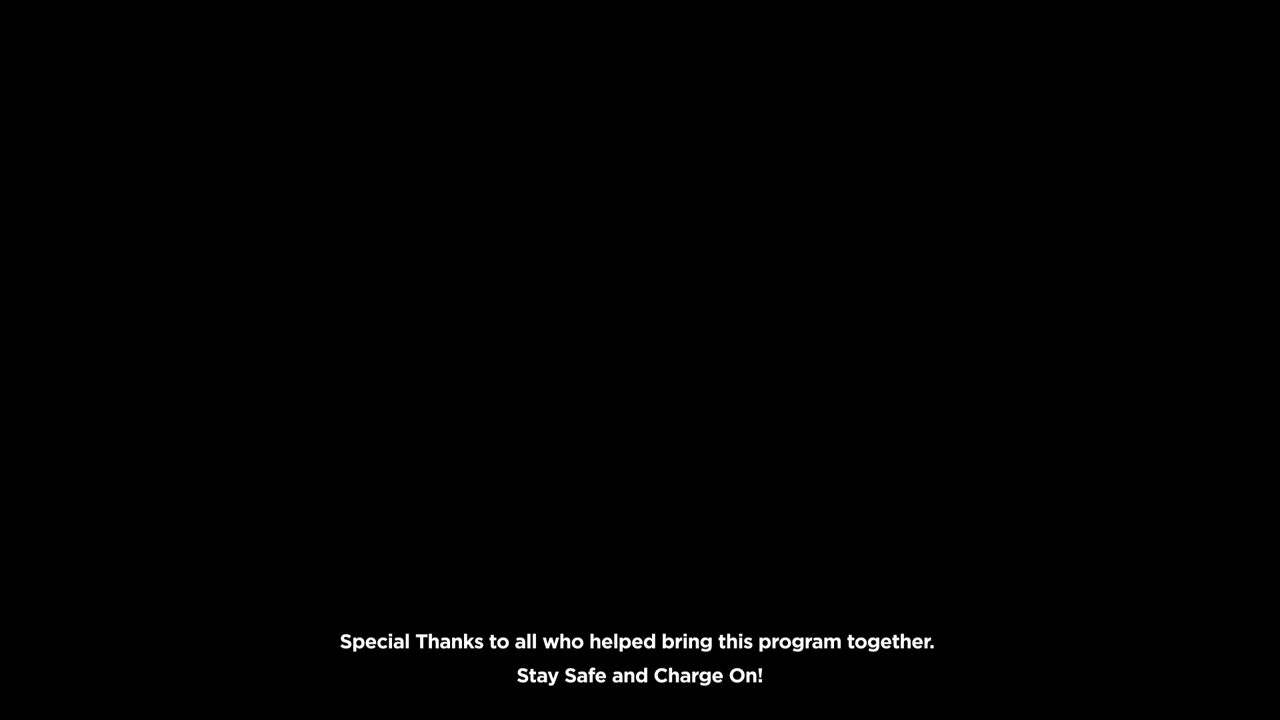 Special Thanks to all who helped bring this program together.
Stay Safe and Charge On!